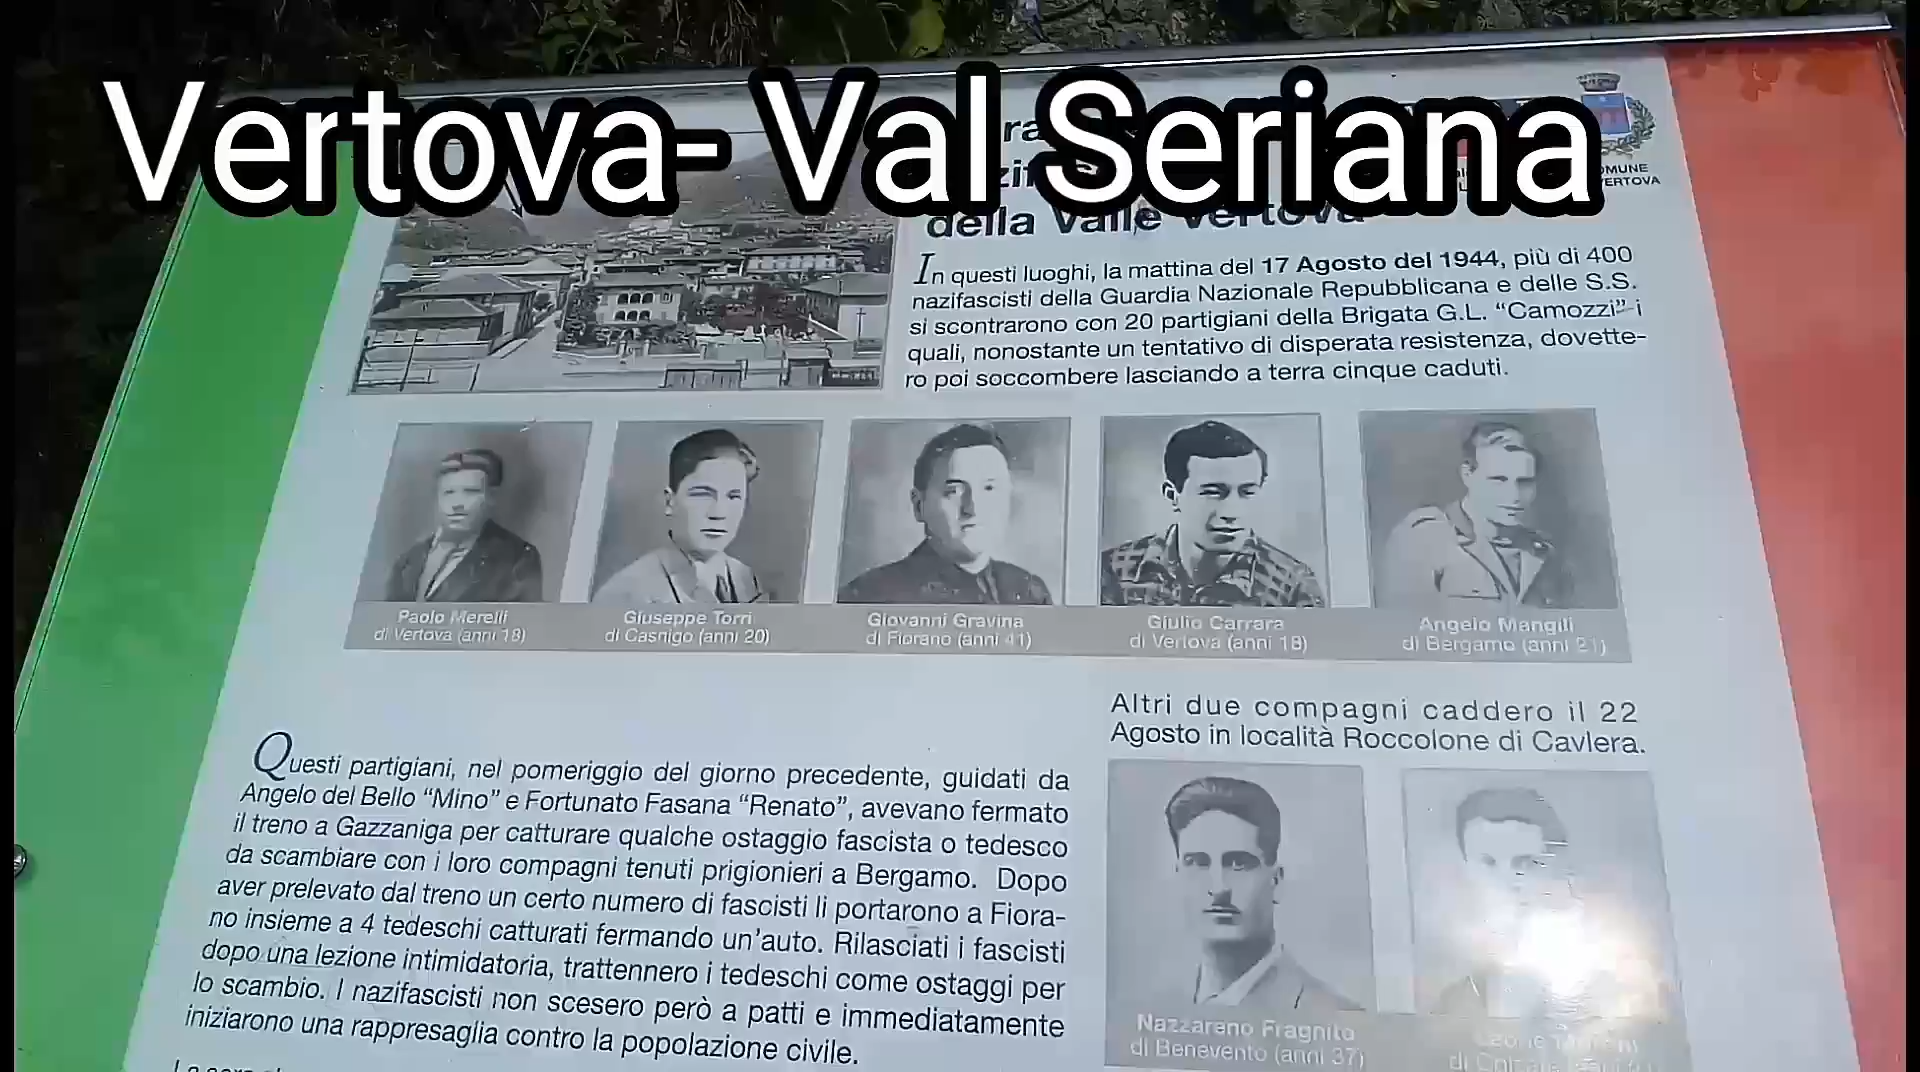 Vertova- Val Seriana
COMUNE
VERTOVA
della Valle Vertova
In questi luoghi, la mattina del 17 Agosto del 1944, più di 400
nazifascisti della Guardia Nazionale Repubblicana e delle S.S.
si scontrarono con 20 partigiani della Brigata G.L. “Camozzi” i
quali, nonostante un tentativo di disperata resistenza, dovette-
ro poi soccombere lasciando a terra cinque caduti.
Paolo Merelli
di Vertova (anni 18)
Giuseppe Torri
di Casnigo (anni 20)
Giovanni Gravina
di Fiorano (anni 41)
Giulio Carrara
di Vertova (anni 18)
Angelo Mangili
di Bergamo (anni 21)
Questi partigiani, nel pomeriggio del giorno precedente, guidati da
Angelo del Bello “Mino” e Fortunato Fasana “Renato”, avevano fermato
il treno a Gazzaniga per catturare qualche ostaggio fascista o tedesco
da scambiare con i loro compagni tenuti prigionieri a Bergamo. Dopo
aver prelevato dal treno un certo numero di fascisti li portarono a Fiora-
no insieme a 4 tedeschi catturati fermando un’auto. Rilasciati i fascisti
dopo una lezione intimidatoria, trattennero i tedeschi come ostaggi per
lo scambio. I nazifascisti non scesero però a patti e immediatamente
iniziarono una rappresaglia contro la popolazione civile.
Altri due compagni caddero il 22
Agosto in località Roccolone di Cavlera.
Nazzareno Fragnito
di Benevento (anni 37)
Leone
di